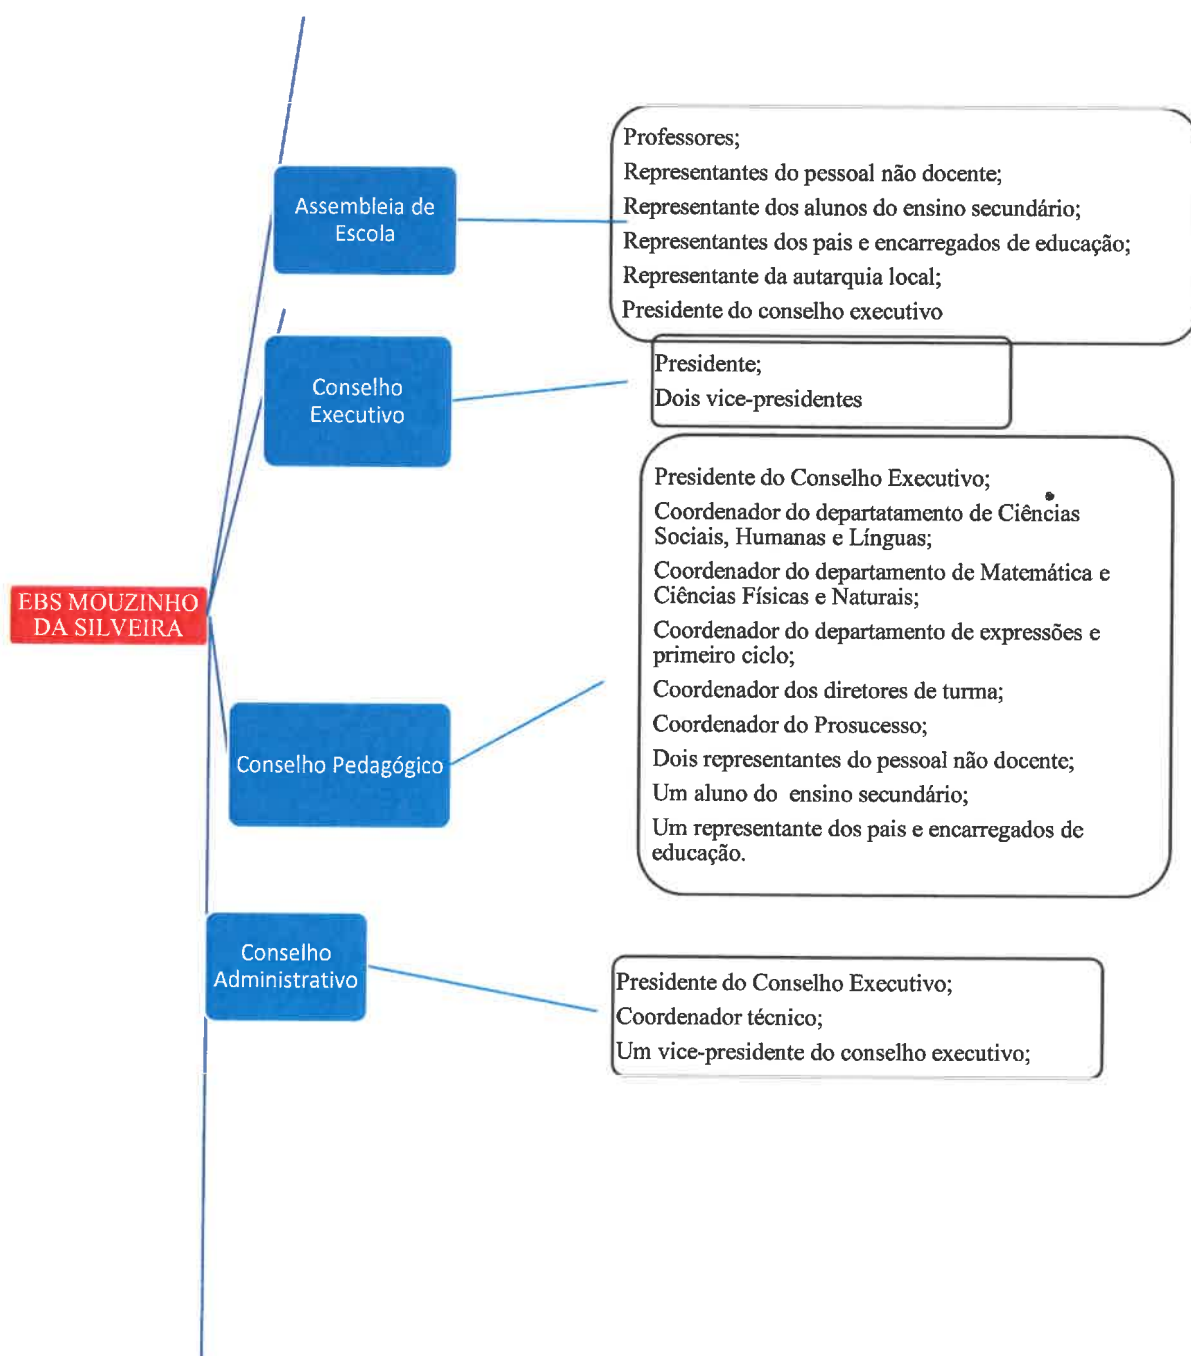 EBS MOUZINHO
DA SILVEIRA
Assembleia de
Escola
Professores;
Representantes do pessoal não docente;
Representante dos alunos do ensino secundário;
Representantes dos pais e encarregados de educação;
Representante da autarquia local;
Presidente do conselho executivo
Conselho
Executivo
Presidente;
Dois vice-presidentes
Conselho Pedagógico
Presidente do Conselho Executivo;
Coordenador do departatamento de Ciências
Sociais, Humanas e Línguas;
Coordenador do departamento de Matemática e
Ciências Físicas e Naturais;
Coordenador do departamento de expressões e
primeiro ciclo;
Coordenador dos diretores de turma;
Coordenador do Prosucesso;
Dois representantes do pessoal não docente;
Um aluno do ensino secundário;
Um representante dos pais e encarregados de
educação.
Conselho
Administrativo
Presidente do Conselho Executivo;
Coordenador técnico;
Um vice-presidente do conselho executivo;